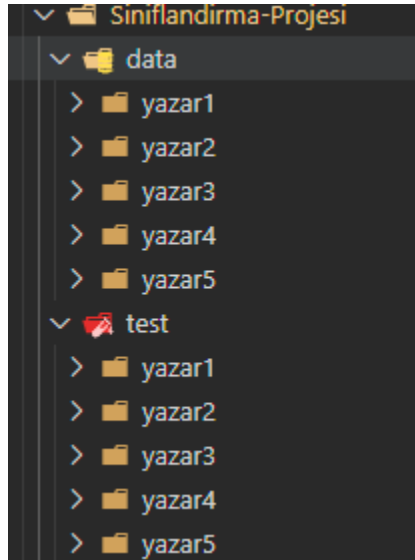 Siniflandirma-Projesi
data
yazar1
yazar2
yazar3
yazar4
yazar5
test
yazar1
yazar2
yazar3
yazar4
yazar5